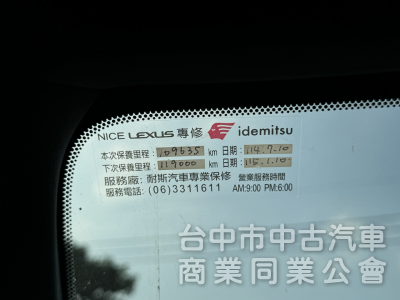 NICE LEXUS 專修 idemitsu
本次保養里程: 109635 km 日期: 114.7.10
下次保養里程: 119000 km 日期: 115.1.10
服務廠: 耐斯汽車專業保修 營業服務時間
服務電話: (06)3311611 AM:9:00 PM:6:00
台中市中古汽車
商業同業公會